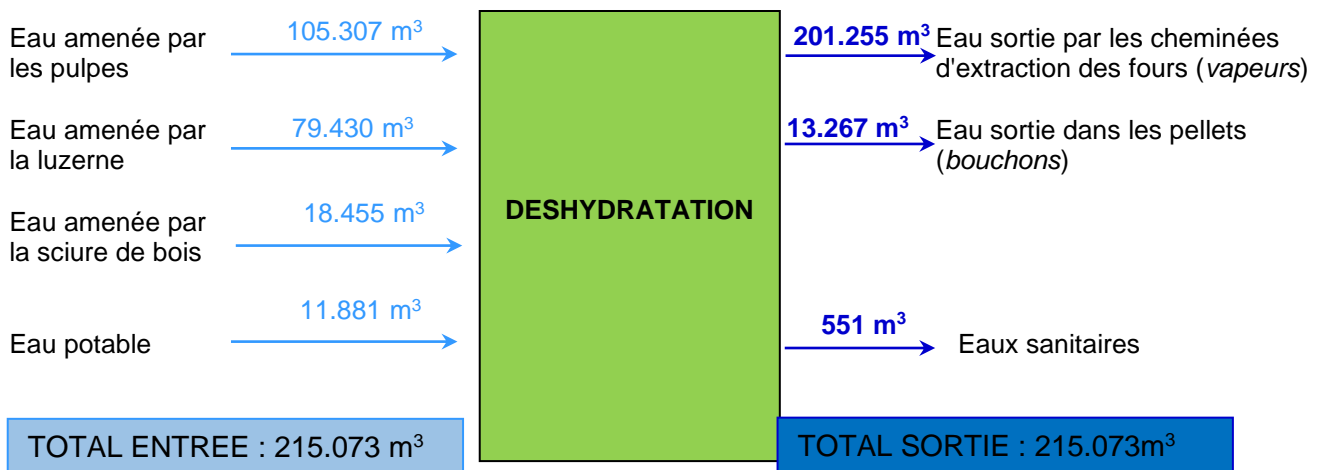 Eau amenée par
les pulpes
105.307 m³
Eau amenée par
la luzerne
79.430 m³
Eau amenée par
la sciure de bois
18.455 m³
Eau potable
11.881 m³
TOTAL ENTREE : 215.073 m³
DESHYDRATATION
201.255 m³
Eau sortie par les cheminées
d'extraction des fours (vapeurs)
13.267 m³
Eau sortie dans les pellets
(bouchons)
551 m³
Eaux sanitaires
TOTAL SORTIE : 215.073m³